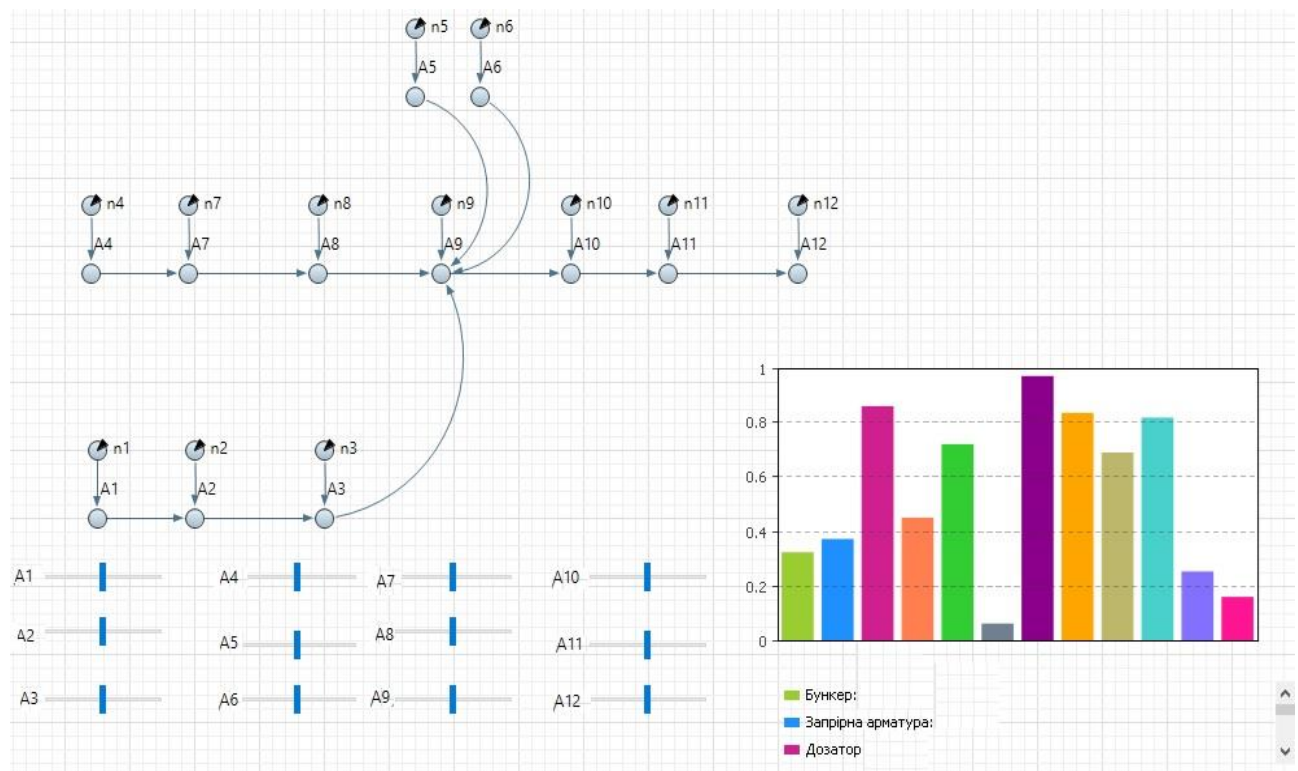 n5 n6
A5 A6
n4 n7 n8 n9 n10 n11 n12
A4 A7 A8 A9 A10 A11 A12
n1 n2 n3
A1 A2 A3
1
0.8
0.6
0.4
0.2
0
A1 A4 A7 A10
A2 A5 A8 A11
A3 A6 A9 A12
Бункер:
Запрірна арматура:
Дозатор